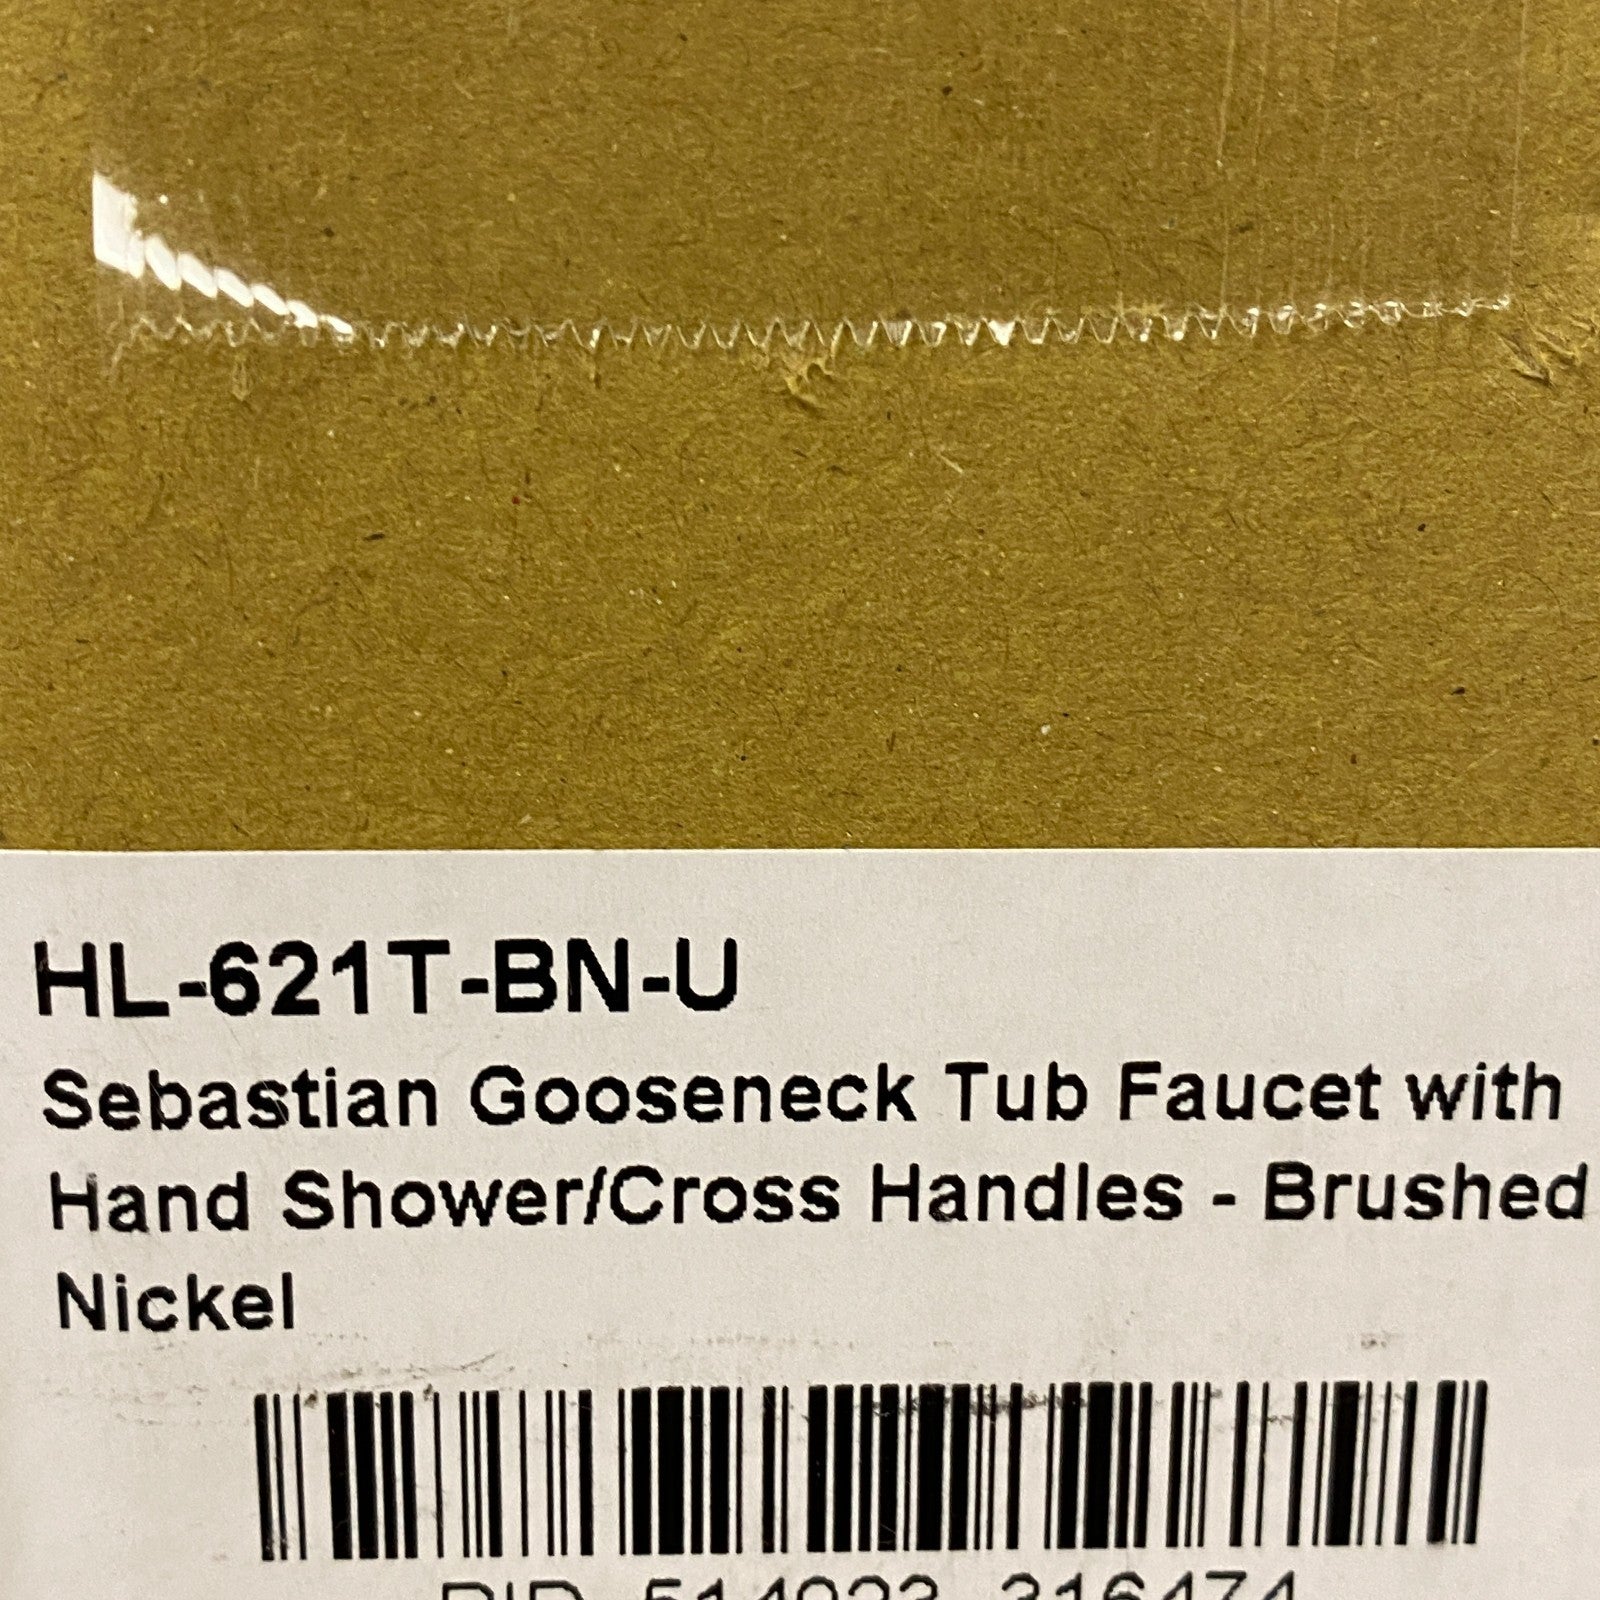 HL-621T-BN-U
Sebastian Gooseneck Tub Faucet with
Hand Shower/Cross Handles - Brushed
Nickel